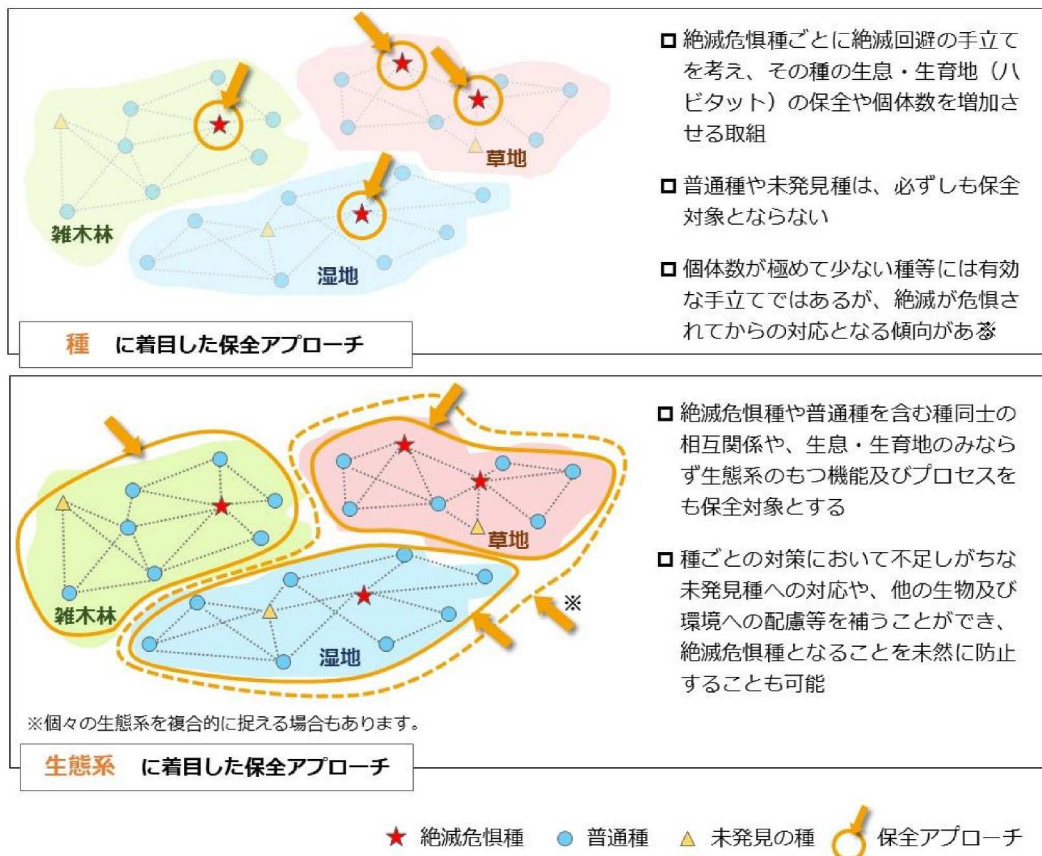 雑木林
草地
湿地
種 に着目した保全アプローチ
絶滅危惧種ごとに絶滅回避の手立て
を考え、その種の生息・生育地（ハ
ビタット）の保全や個体数を増加さ
せる取組
普通種や未発見種は、必ずしも保全
対象とならない
個体数が極めて少ない種等には有効
な手立てではあるが、絶滅が危惧さ
れてからの対応となる傾向がある※
雑木林
草地
湿地
※
※個々の生態系を複合的に捉える場合もあります。
生態系 に着目した保全アプローチ
絶滅危惧種や普通種を含む種同士の
相互関係や、生息・生育地のみなら
ず生態系のもつ機能及びプロセスを
も保全対象とする
種ごとの対策において不足しがちな
未発見種への対応や、他の生物及び
環境への配慮等を補うことができ、
絶滅危惧種となることを未然に防止
することも可能
絶滅危惧種 普通種 未発見の種 保全アプローチ